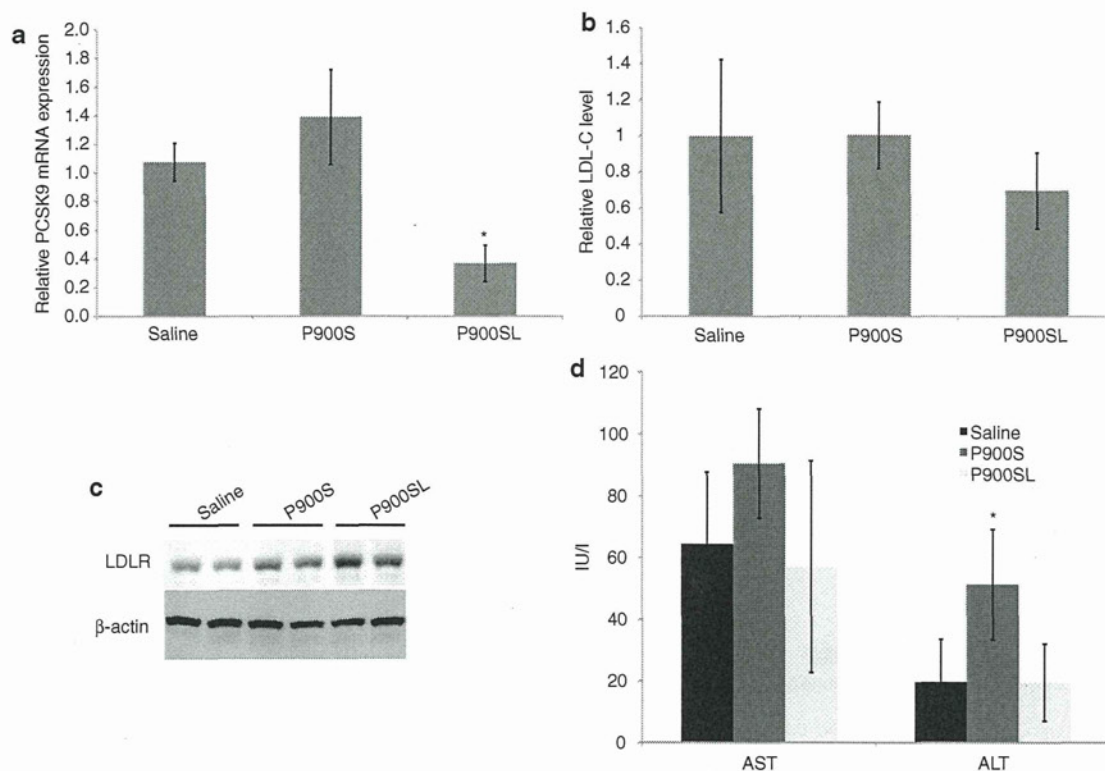 a
Relative PCSK9 mRNA expression
2.0
1.8
1.6
1.4
1.2
1.0
0.8
0.6
0.4
0.2
0.0
*
Saline P900S P900SL
b
Relative LDL-C level
1.6
1.4
1.2
1
0.8
0.6
0.4
0.2
0
Saline P900S P900SL
c
Saline P900S P900SL
LDLR
β-actin
d
IU/l
120
100
80
60
40
20
0
Saline
P900S
P900SL
*
AST ALT